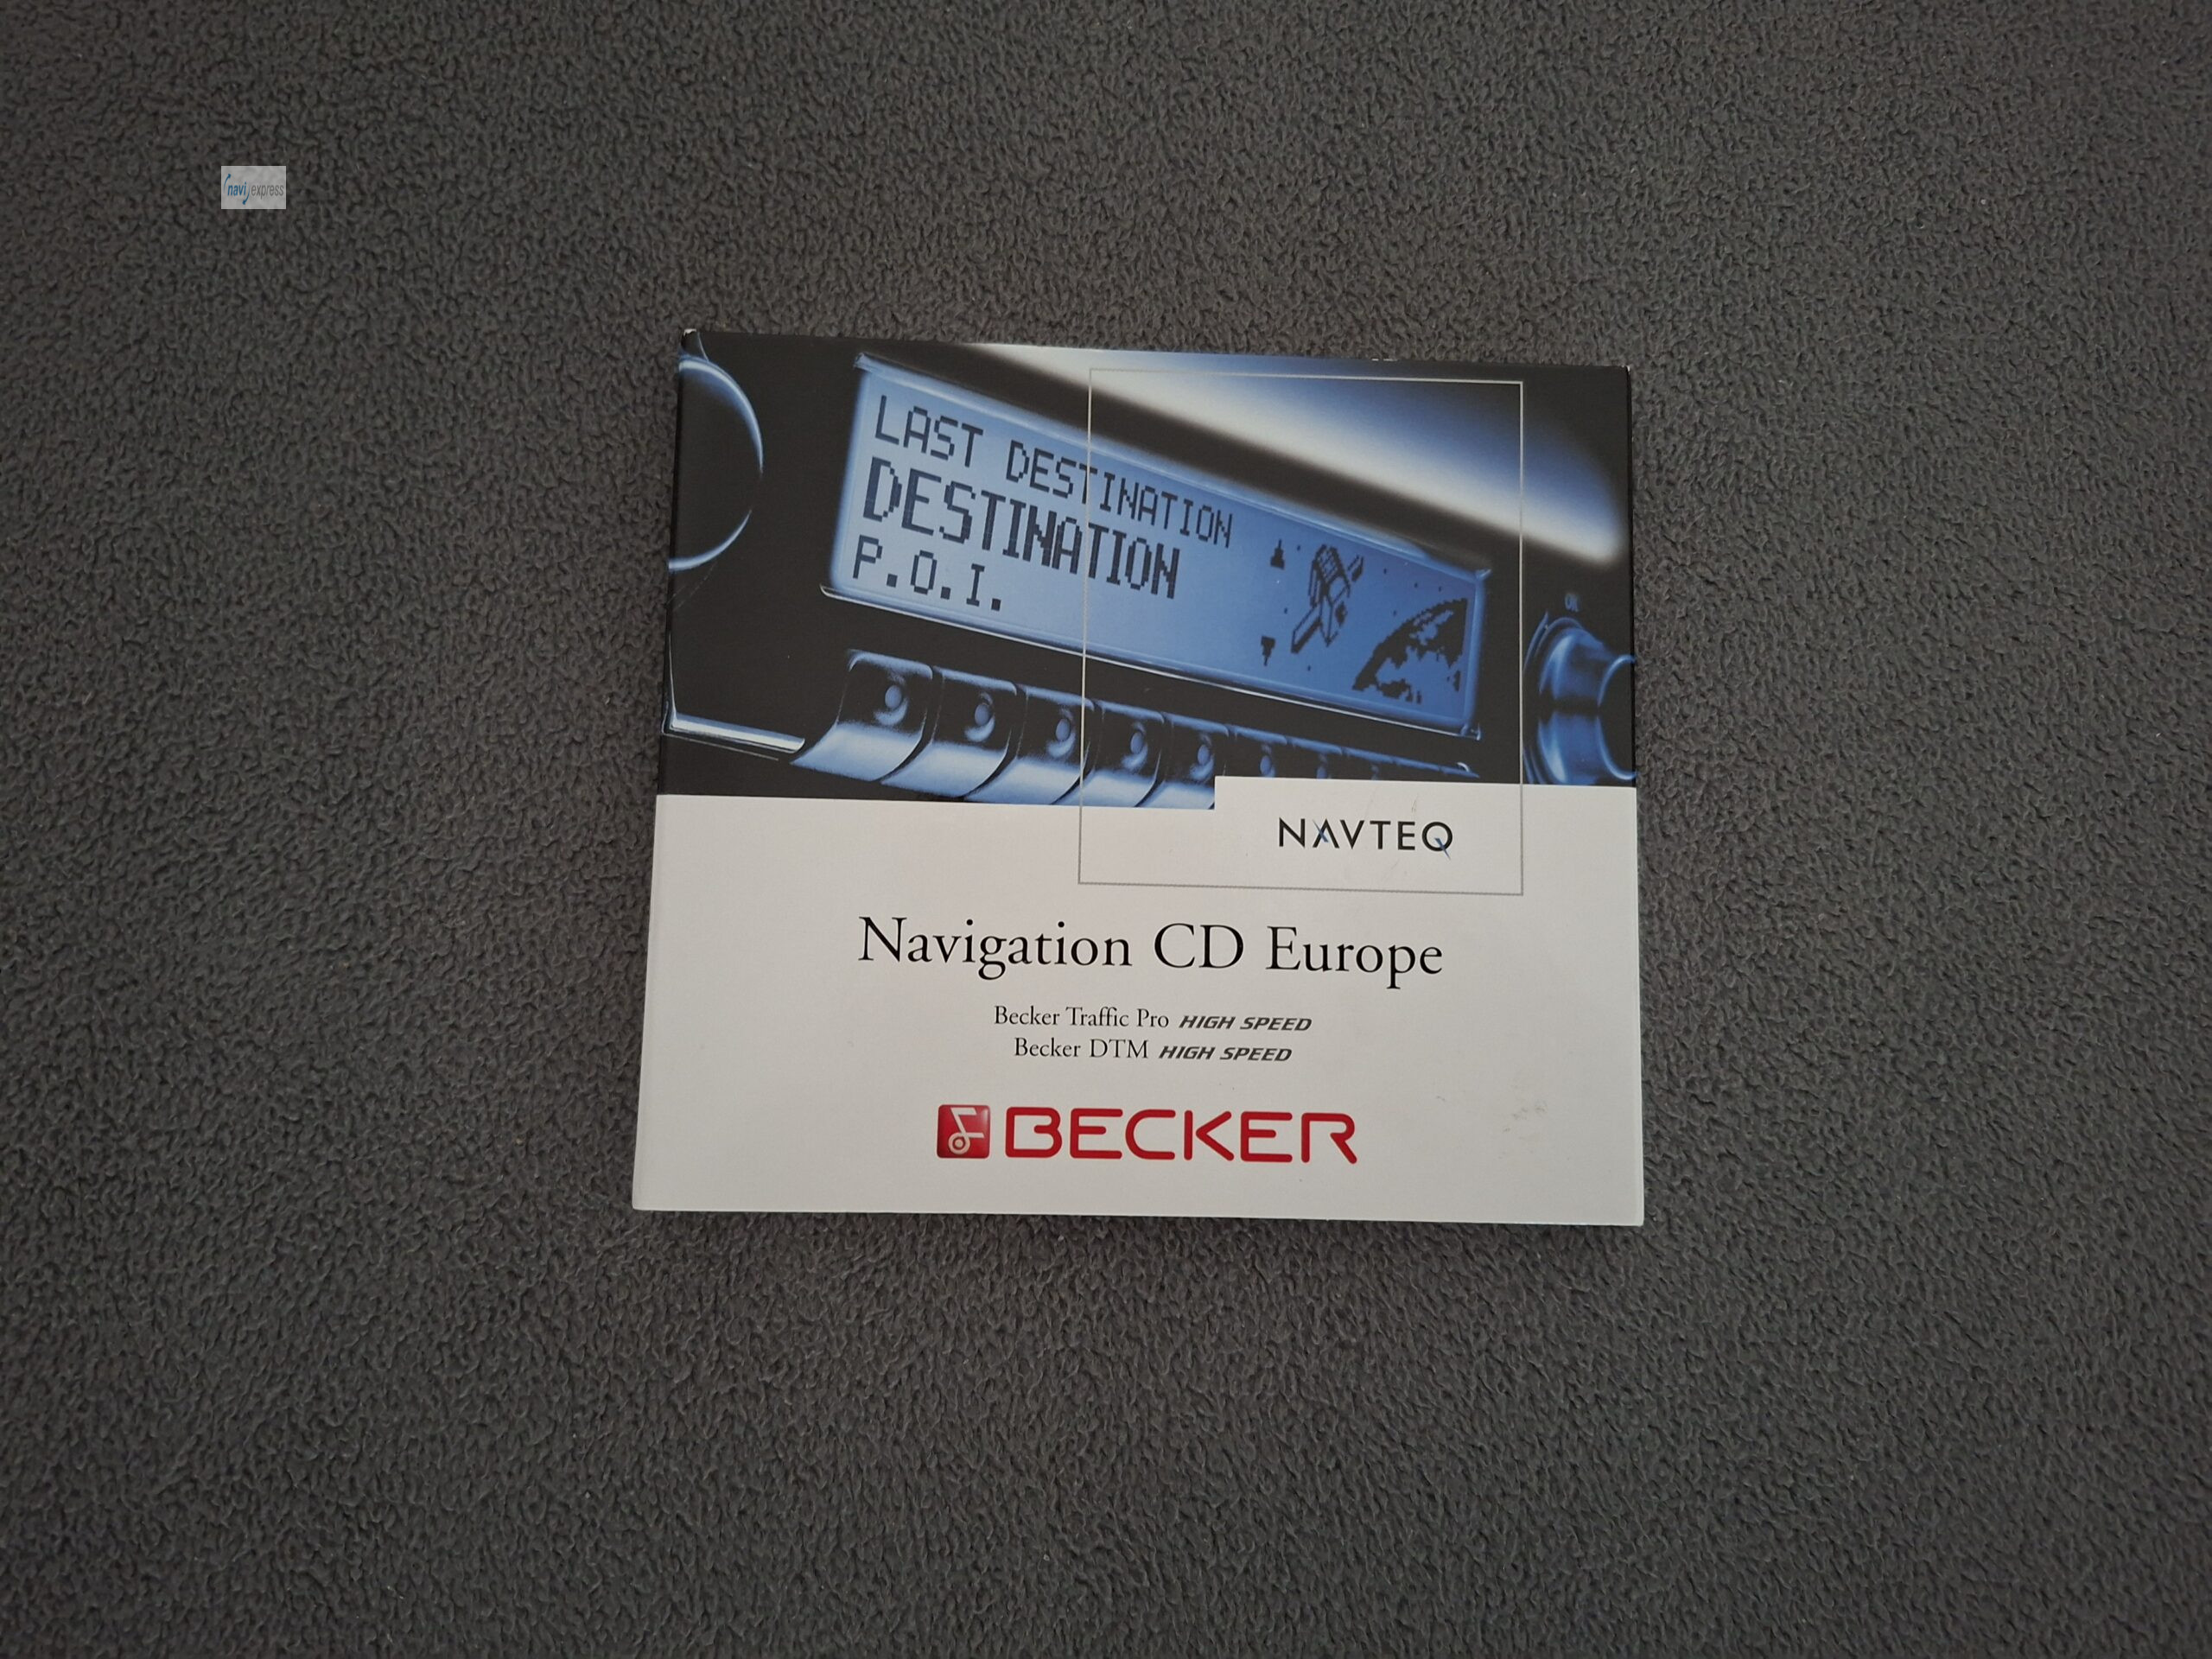 navi express
LAST DESTINATION
DESTINATION
P.O.I.
ON
NAVTEQ
Navigation CD Europe
Becker Traffic Pro HIGH SPEED
Becker DTM HIGH SPEED
BECKER